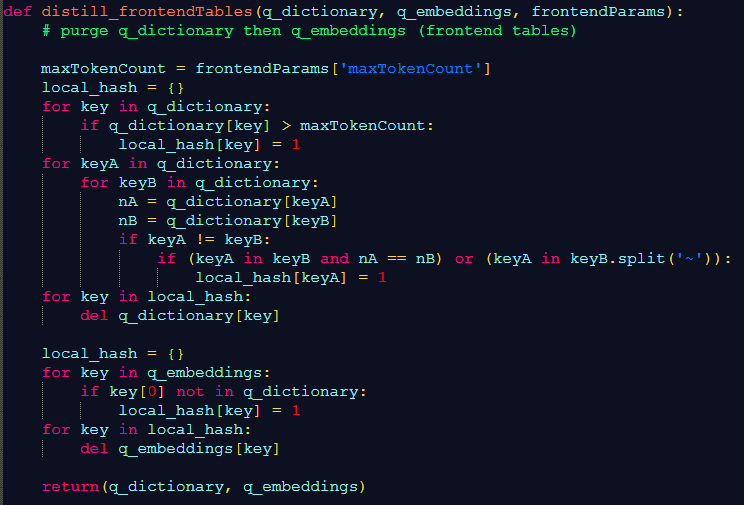 def distill_frontendTables(q_dictionary, q_embeddings, frontendParams):
    # purge q_dictionary then q_embeddings (frontend tables)

    maxTokenCount = frontendParams['maxTokenCount']
    local_hash = {}
    for key in q_dictionary:
        if q_dictionary[key] > maxTokenCount:
            local_hash[key] = 1
    for keyA in q_dictionary:
        for keyB in q_dictionary:
            nA = q_dictionary[keyA]
            nB = q_dictionary[keyB]
            if keyA != keyB:
                if (keyA in keyB and nA == nB) or (keyA in keyB.split('~')):
                    local_hash[keyA] = 1
    for key in local_hash:
        del q_dictionary[key]

    local_hash = {}
    for key in q_embeddings:
        if key[0] not in q_dictionary:
            local_hash[key] = 1
    for key in local_hash:
        del q_embeddings[key]

    return(q_dictionary, q_embeddings)